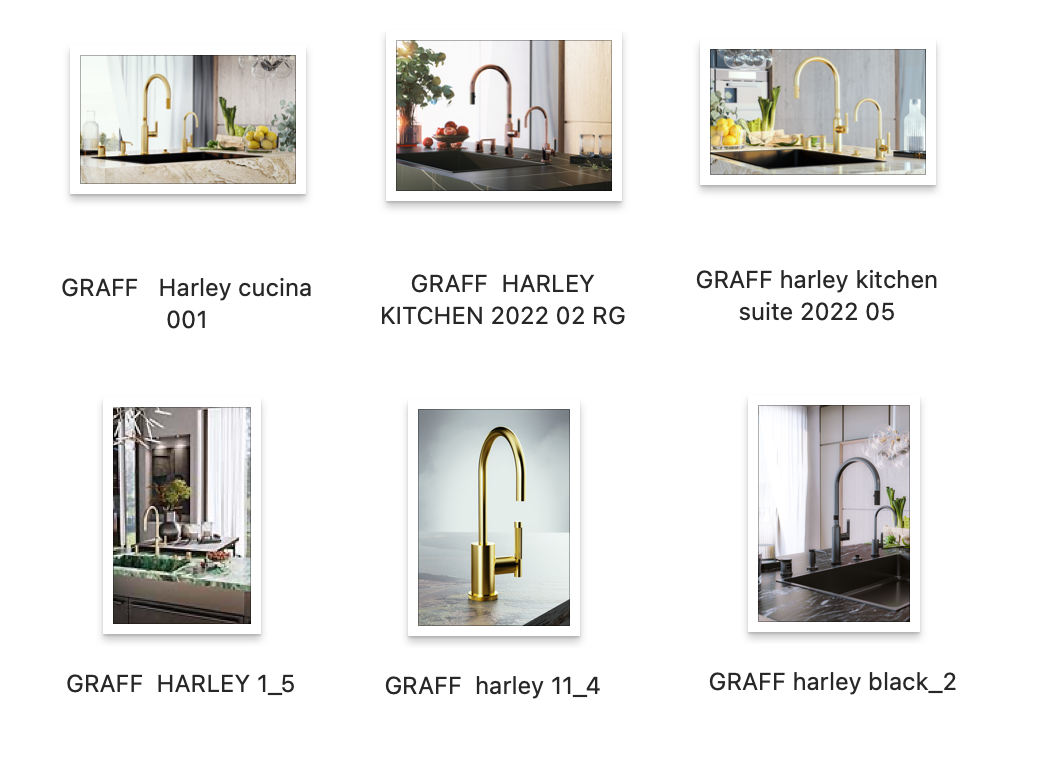 GRAFF   Harley cucina
001
GRAFF  HARLEY
KITCHEN 2022 02 RG
GRAFF harley kitchen
suite 2022 05
GRAFF  HARLEY 1_5
GRAFF  harley 11_4
GRAFF harley black_2